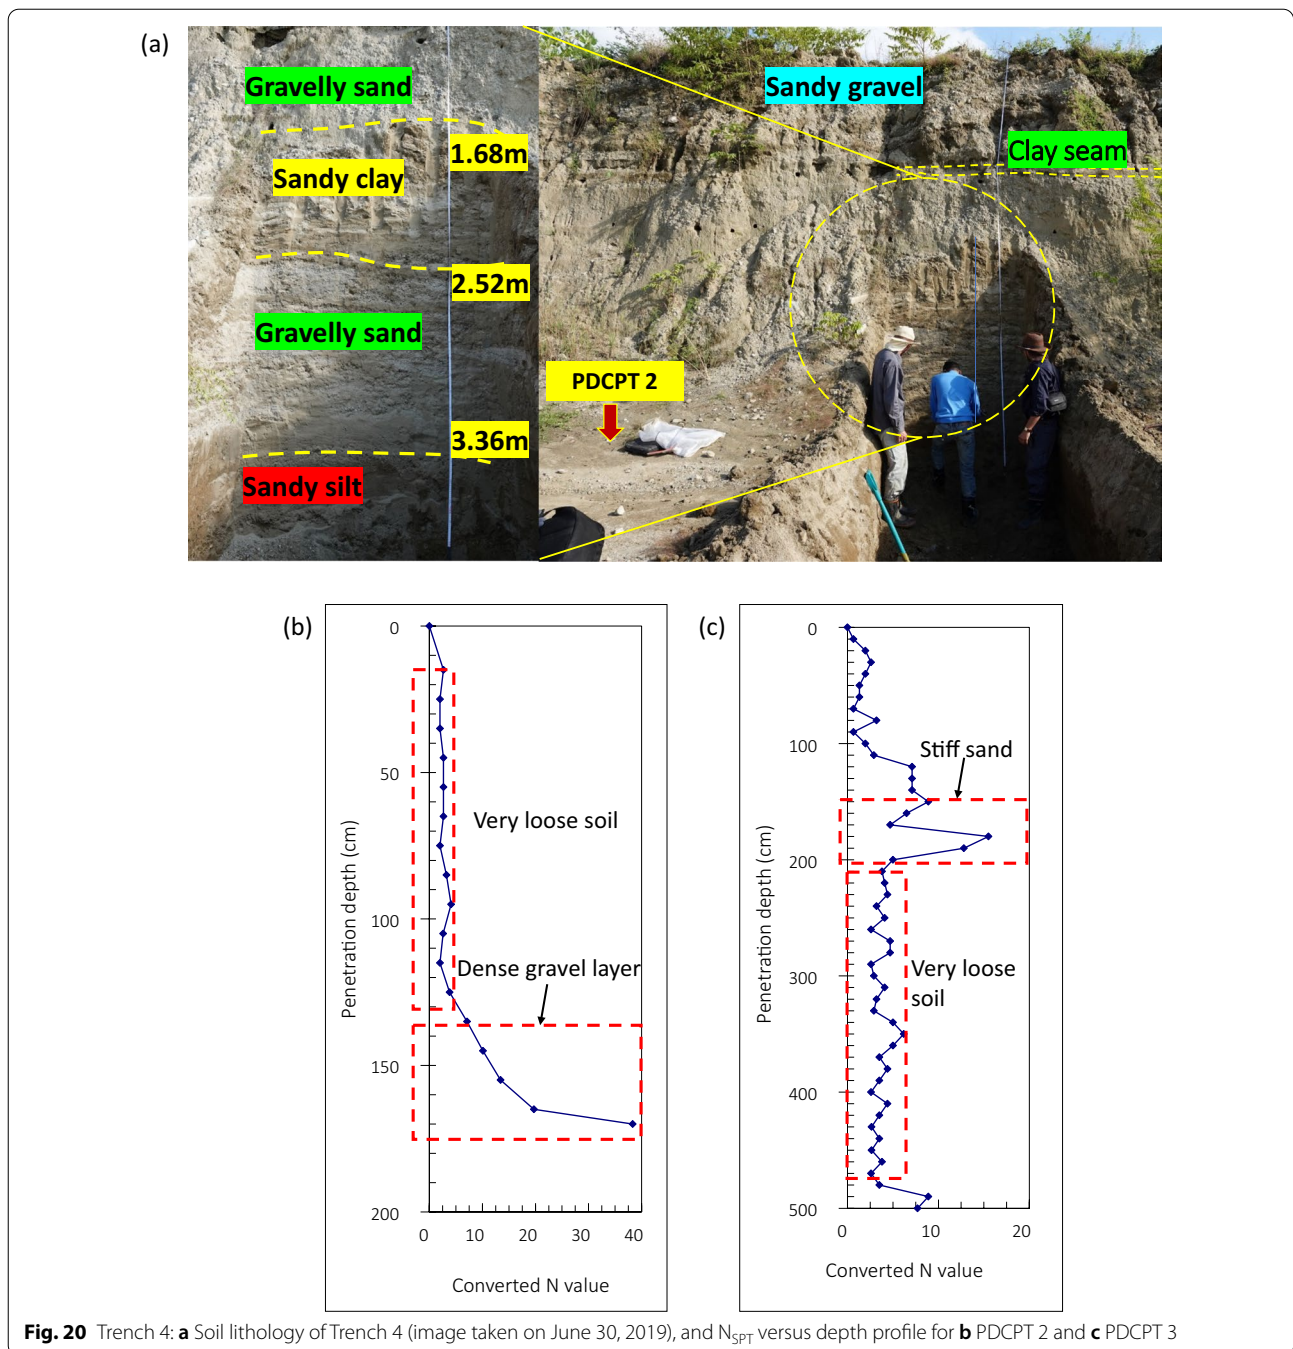 (a)
Gravelly sand
1.68m
Sandy clay
2.52m
Gravelly sand
3.36m
Sandy silt
Sandy gravel
Clay seam
PDCPT 2
(b)
0
50
100
150
200
Penetration depth (cm)
Very loose soil
Dense gravel layer
0 10 20 30 40
Converted N value
(c)
0
100
200
300
400
500
Penetration depth (cm)
Stiff sand
Very loose
soil
0 10 20
Converted N value
Fig. 20 Trench 4: a Soil lithology of Trench 4 (image taken on June 30, 2019), and NSPT versus depth profile for b PDCPT 2 and c PDCPT 3